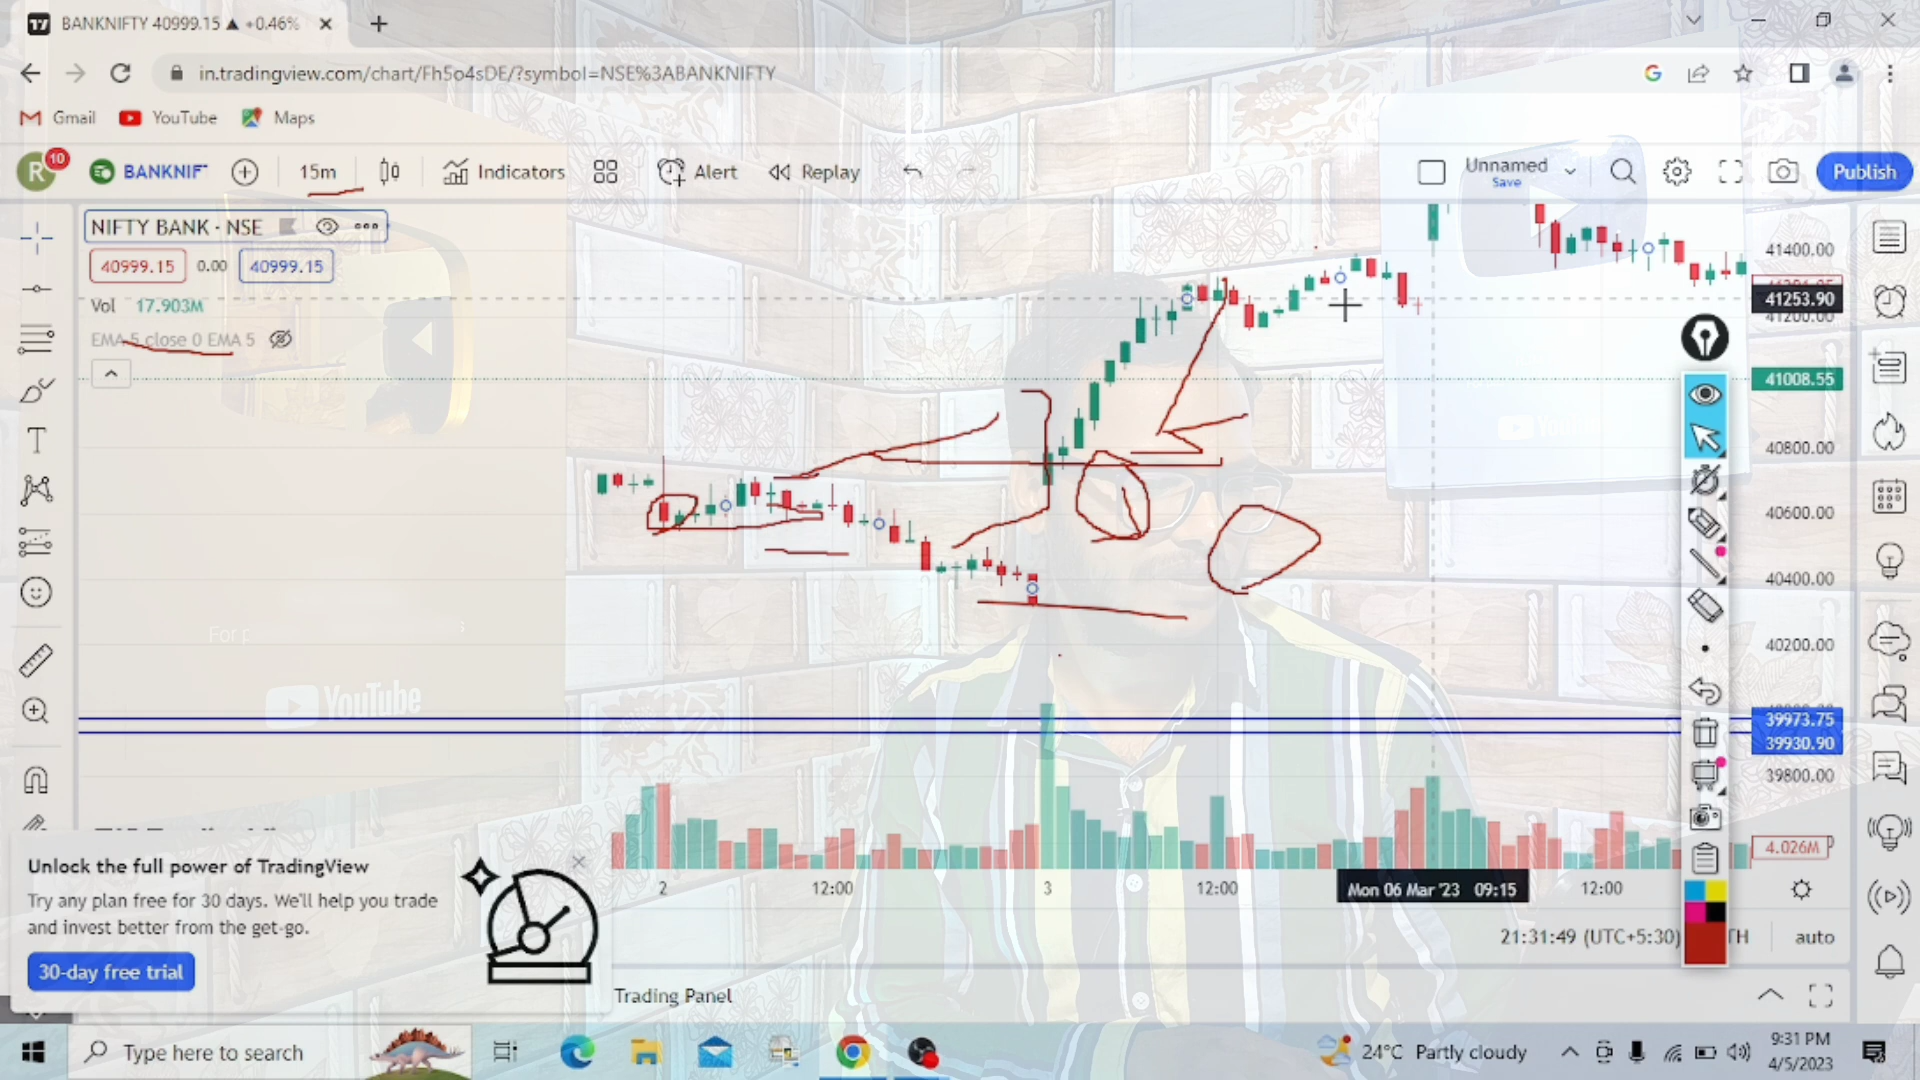 BANKNIFTY 40999.15 ▲ +0.46%
in.tradingview.com/chart/Fh5o4sDE/?symbol=NSE%3ABANKNIFTY
Gmail YouTube Maps
R 10 BANKNIF 15m Indicators Alert Replay Unnamed Save Publish
NIFTY BANK · NSE
40999.15 0.00 40999.15
Vol 17.903M
EMA 5 close 0 EMA 5
41400.00
41253.90
41200.00
41008.55
40800.00
40600.00
40400.00
40200.00
39973.75
39930.90
39800.00
4.026M
YouTube
2 12:00 3 12:00 Mon 06 Mar '23 09:15 12:00
21:31:49 (UTC+5:30) TH auto
Unlock the full power of TradingView
Try any plan free for 30 days. We'll help you trade
and invest better from the get-go.
30-day free trial
Trading Panel
Type here to search
24°C Partly cloudy
9:31 PM
4/5/2023